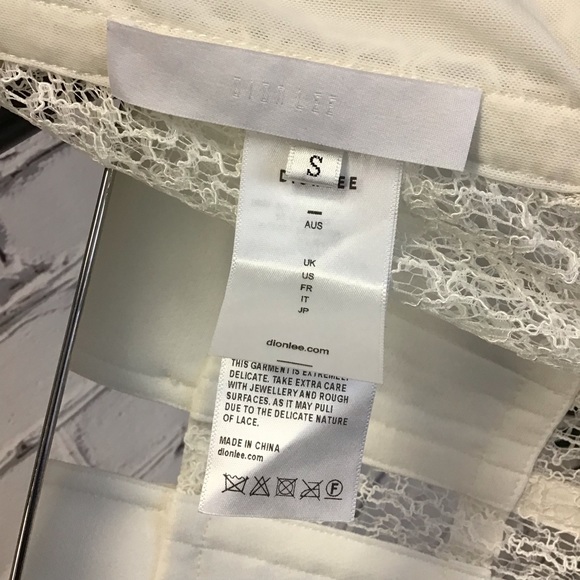 DION LEE
S
AUS
UK
US
FR
IT
JP
dionlee.com
THIS GARMENT IS EXTREMELY
DELICATE. TAKE EXTRA CARE
WITH JEWELLERY AND ROUGH
SURFACES. AS IT MAY PULL
DUE TO THE DELICATE NATURE
OF LACE.
MADE IN CHINA
dionlee.com
F